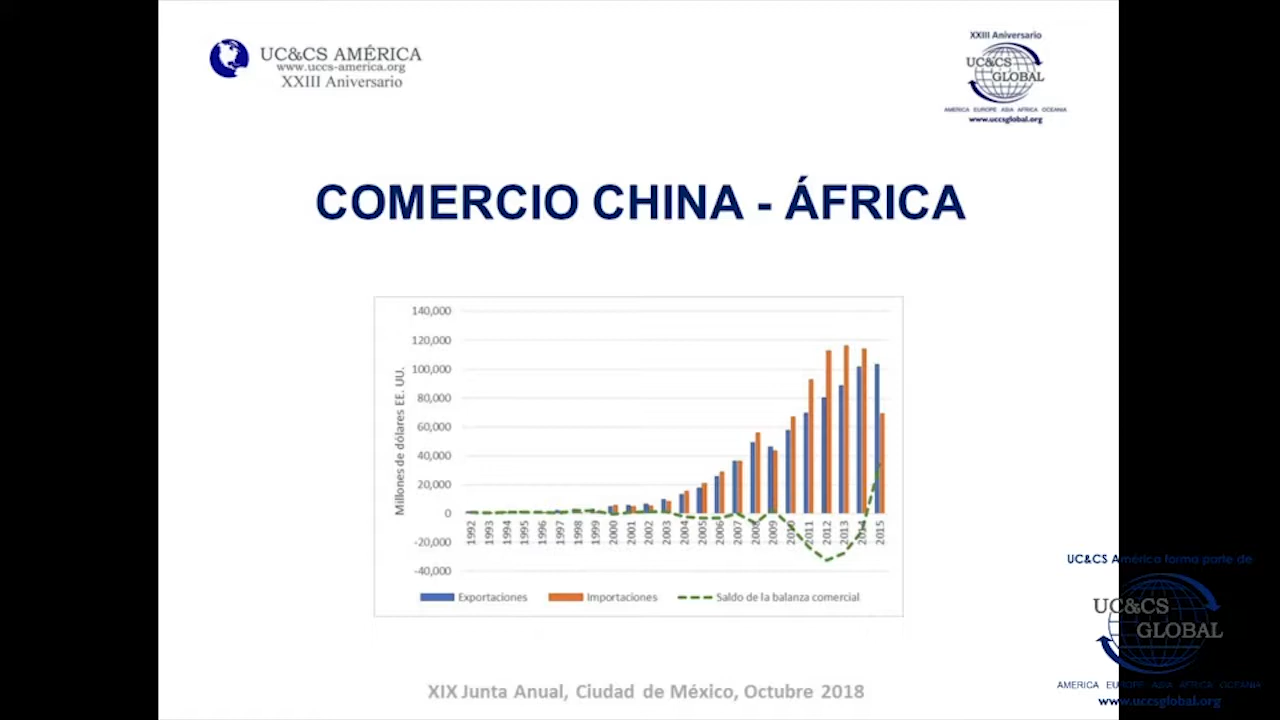 UC&CS AMÉRICA
www.uccs-america.org
XXIII Aniversario
XXIII Aniversario
UC&CS
GLOBAL
AMERICA EUROPE ASIA AFRICA OCEANIA
www.uccsglobal.org
COMERCIO CHINA - ÁFRICA
Millones de dólares EE. UU.
140,000
120,000
100,000
80,000
60,000
40,000
20,000
0
-20,000
-40,000
1992
1993
1994
1995
1996
1997
1998
1999
2000
2001
2002
2003
2004
2005
2006
2007
2008
2009
2010
2011
2012
2013
2014
2015
Exportaciones
Importaciones
Saldo de la balanza comercial
XIX Junta Anual, Ciudad de México, Octubre 2018
UC&CS América forma parte de
UC&CS
GLOBAL
AMERICA EUROPE ASIA AFRICA OCEANIA
www.uccsglobal.org